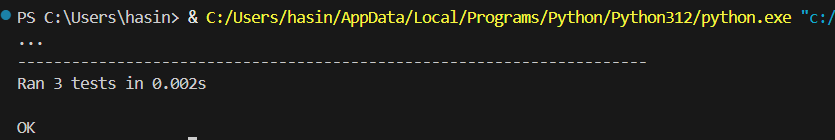 PS C:\Users\hasin> & C:/Users/hasin/AppData/Local/Programs/Python/Python312/python.exe "c:/
...
----------------------------------------------------------------------
Ran 3 tests in 0.002s
OK